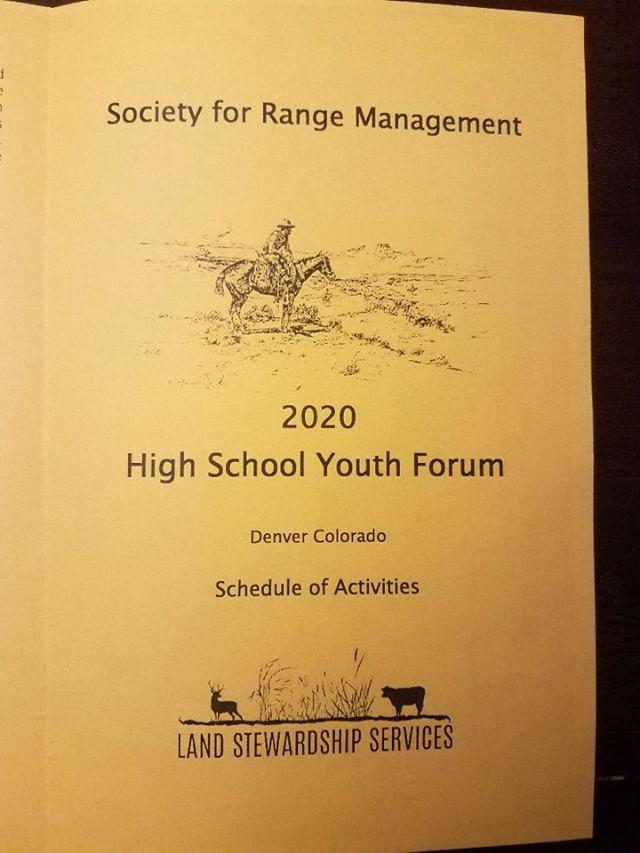 Society for Range Management
2020
High School Youth Forum
Denver Colorado
Schedule of Activities
LAND STEWARDSHIP SERVICES